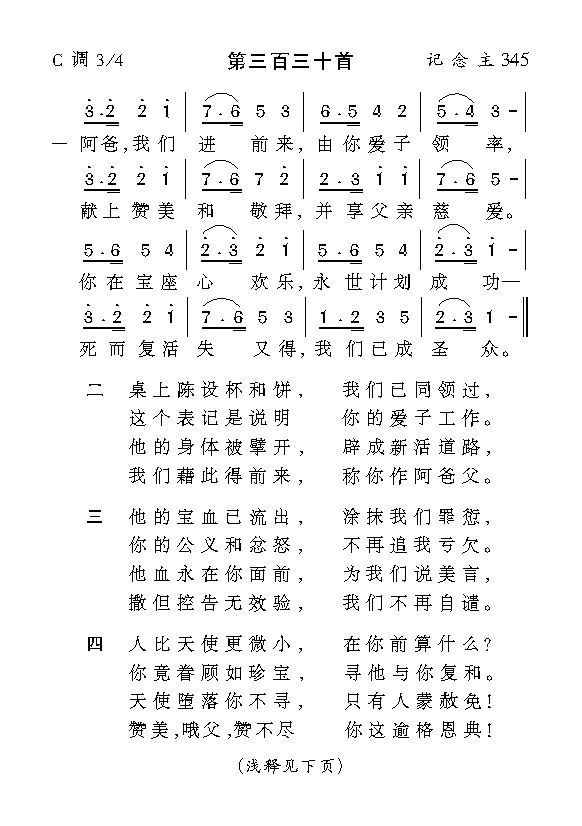 C 调 3/4 第三百三十首 记念主 345
3·2 2 1 | 7·6 5 3 | 6·5 4 2 | 5·4 3 – |
一 阿爸,我们 进 前来, 由你爱子 领 率,
3·2 2 1 | 7·6 7 2 | 2·3 1 1 | 7·6 5 – |
献上赞美 和 敬拜, 并享父亲 慈 爱。
5·6 5 4 | 2·3 2 1 | 5·6 5 4 | 2·3 1 – |
你在宝座 心 欢乐, 永世计划 成 功—
3·2 2 1 | 7·6 5 3 | 1·2 3 5 | 2·3 1 – ‖
死而复活 失 又得, 我们已成 圣 众。
二 桌上陈设杯和饼, 我们已同领过,
这个表记是说明 你的爱子工作。
他的身体被擘开, 辟成新活道路,
我们藉此得前来, 称你作阿爸父。
三 他的宝血已流出, 涂抹我们罪愆,
你的公义和忿怒, 不再追我亏欠。
他血永在你面前, 为我们说美言,
撒但控告无效验, 我们不再自谴。
四 人比天使更微小, 在你前算什么?
你竟眷顾如珍宝, 寻他与你复和。
天使堕落你不寻, 只有人蒙赦免!
赞美,哦父,赞不尽 你这逾格恩典!
(浅释见下页)